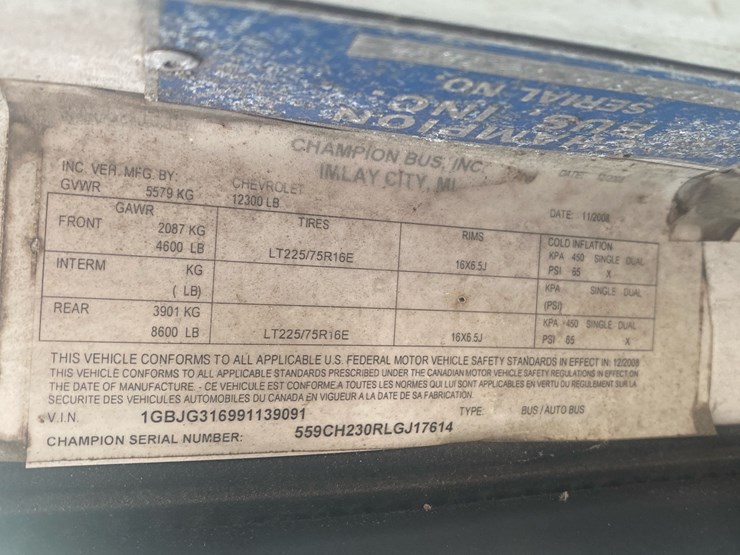 CHAMPION
BUS, INC.
SERIAL NO.
CHAMPION BUS, INC.
IMLAY CITY, MI
INC. VEH. MFG. BY: CHEVROLET DATE 11/2008
GVWR 5579 KG 12300 LB
GAWR TIRES RIMS COLD INFLATION
FRONT 2087 KG LT225/75R16E 16X6.5J KPA 450 SINGLE DUAL
4600 LB PSI 65 X
INTERM KG KPA SINGLE DUAL
( LB) (PSI)
REAR 3901 KG LT225/75R16E 16X6.5J KPA 450 SINGLE DUAL
8600 LB PSI 65 X
THIS VEHICLE CONFORMS TO ALL APPLICABLE U.S. FEDERAL MOTOR VEHICLE SAFETY STANDARDS IN EFFECT IN: 12/2008
THIS VEHICLE CONFORMS TO ALL APPLICABLE STANDARDS PRESCRIBED UNDER THE CANADIAN MOTOR VEHICLE SAFETY REGULATIONS IN EFFECT ON
THE DATE OF MANUFACTURE - CE VEHICULE EST CONFORME A TOUTES LES NORMES QUI LUI SONT APPLICABLES EN VERTU DU REGULEMENT SUR LA
SECURITE DES VEHICULES AUTOMOBILES DU CANADA EN VIGUEUR A LA DATE DE SA FABRICATION.
V.I.N. 1GBJG316991139091 TYPE BUS / AUTO BUS
CHAMPION SERIAL NUMBER: 559CH230RLGJ17614